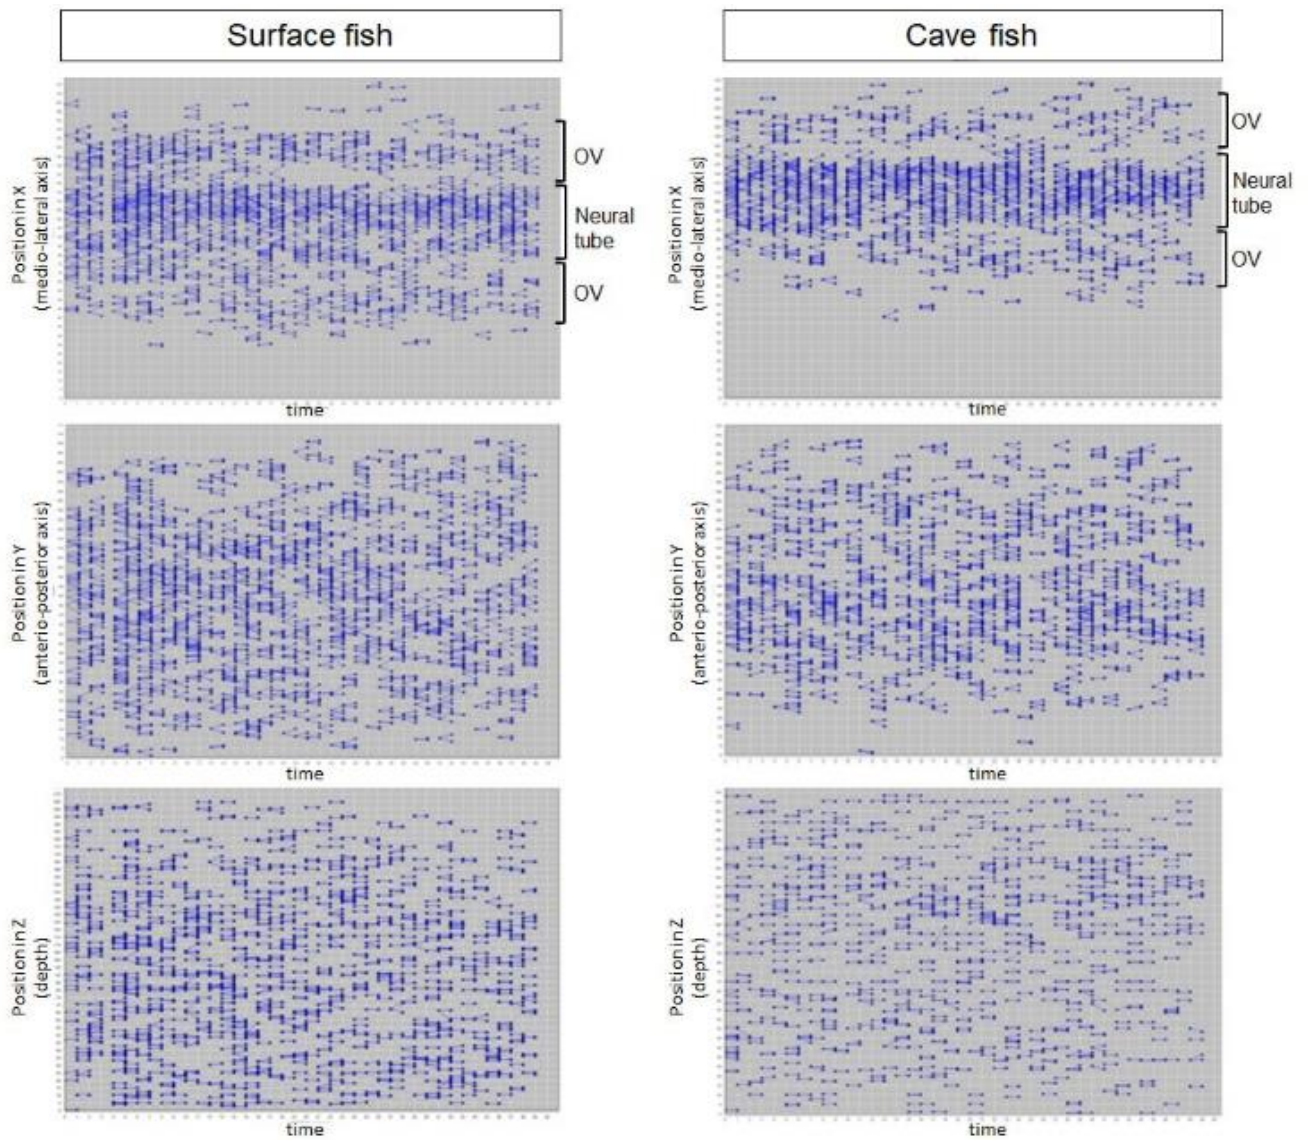 Surface fish
Cave fish
Position in X
(medio-lateral axis)
OV
Neural
tube
OV
time
Position in X
(medio-lateral axis)
OV
Neural
tube
OV
time
Position in Y
(anterio-posterior axis)
time
Position in Y
(anterio-posterior axis)
time
Position in Z
(depth)
time
Position in Z
(depth)
time